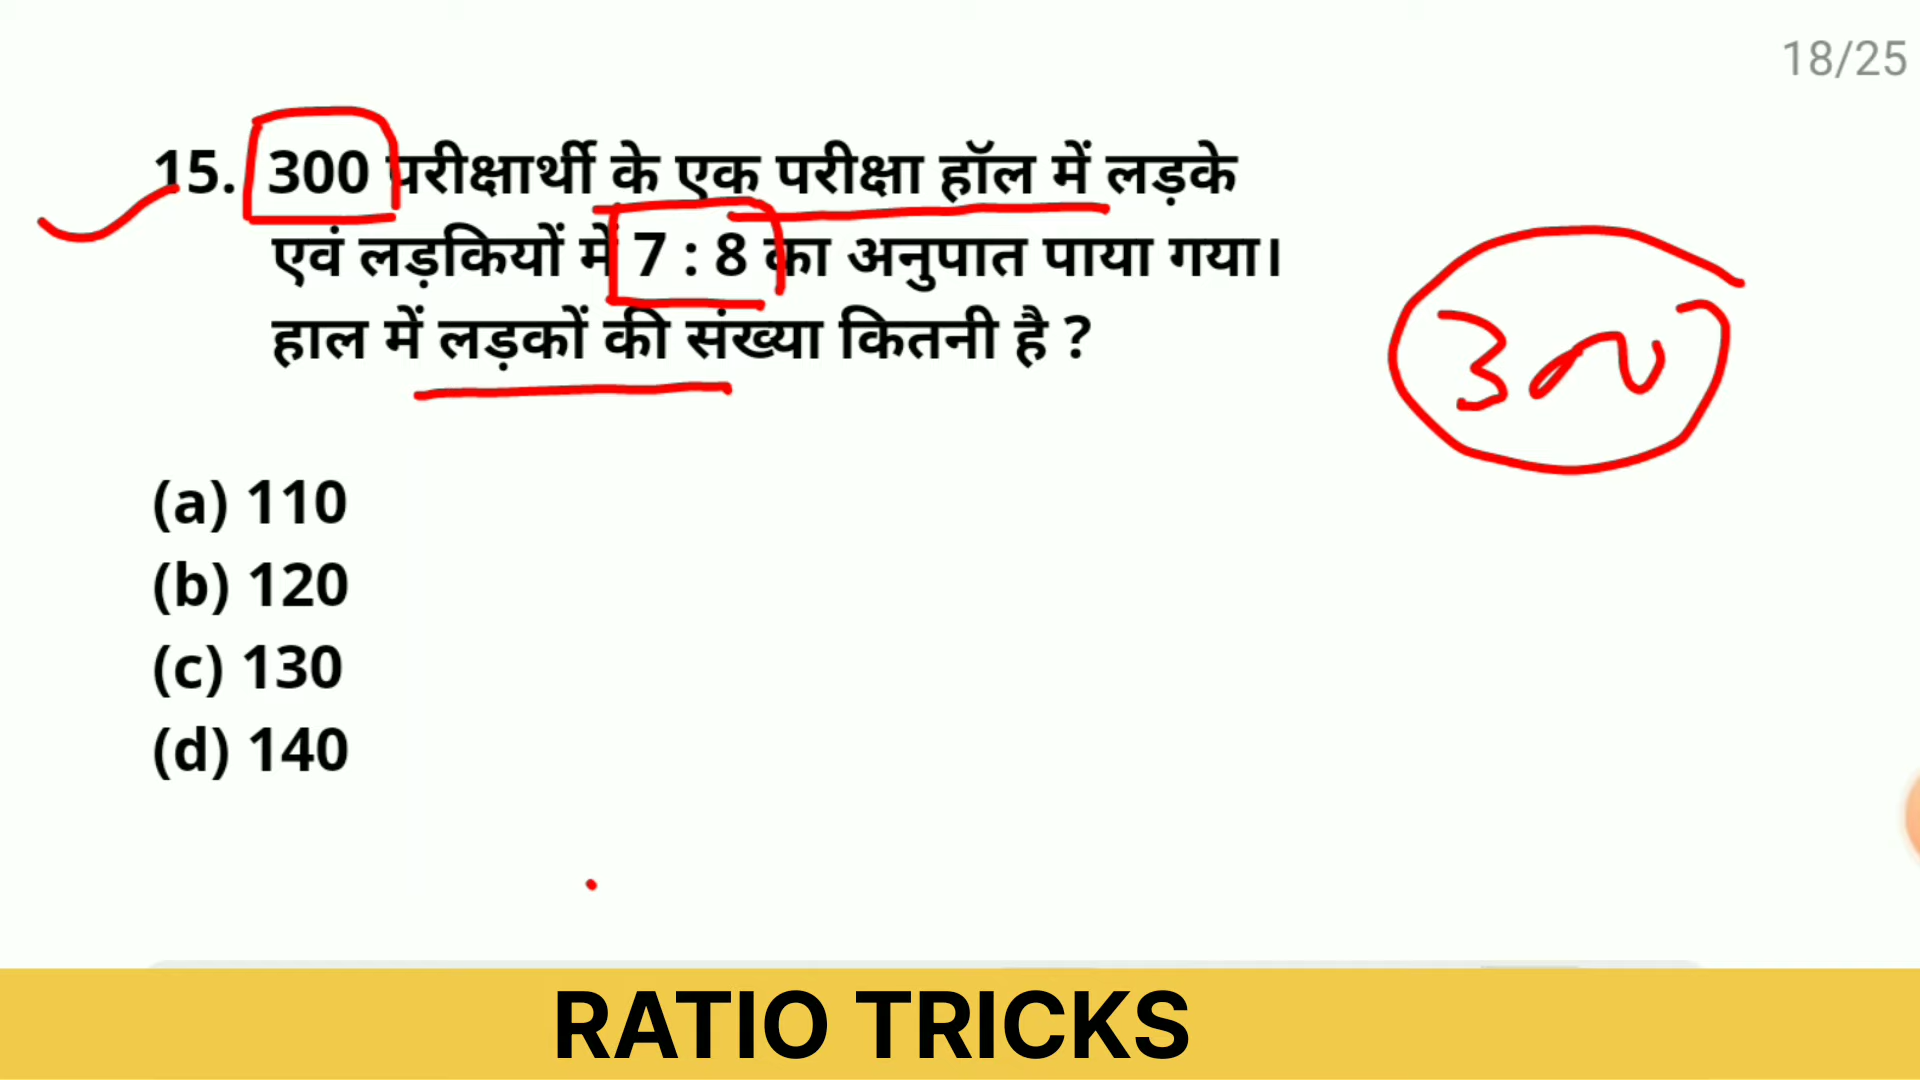 18/25
15. 300 परीक्षार्थी के एक परीक्षा हॉल में लड़के
एवं लड़कियों में 7 : 8 का अनुपात पाया गया।
हाल में लड़कों की संख्या कितनी है ?
300
(a) 110
(b) 120
(c) 130
(d) 140
RATIO TRICKS